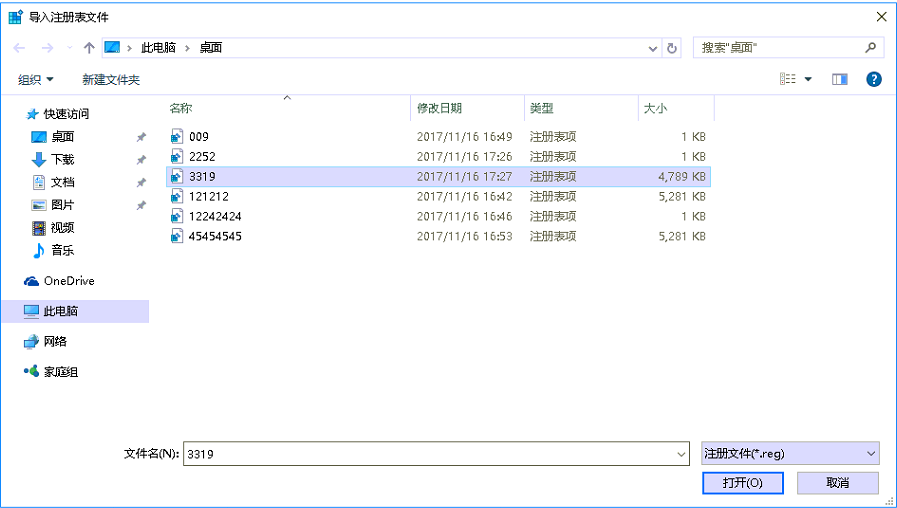 导入注册表文件
此电脑 › 桌面
搜索"桌面"
组织 新建文件夹
名称 修改日期 类型 大小
快速访问
桌面
下载
文档
图片
视频
音乐
OneDrive
此电脑
网络
家庭组
009 2017/11/16 16:49 注册表项 1 KB
2252 2017/11/16 17:26 注册表项 1 KB
3319 2017/11/16 17:27 注册表项 4,789 KB
121212 2017/11/16 16:42 注册表项 5,281 KB
12242424 2017/11/16 16:46 注册表项 1 KB
45454545 2017/11/16 16:53 注册表项 5,281 KB
文件名(N): 3319 注册文件(*.reg)
打开(O) 取消